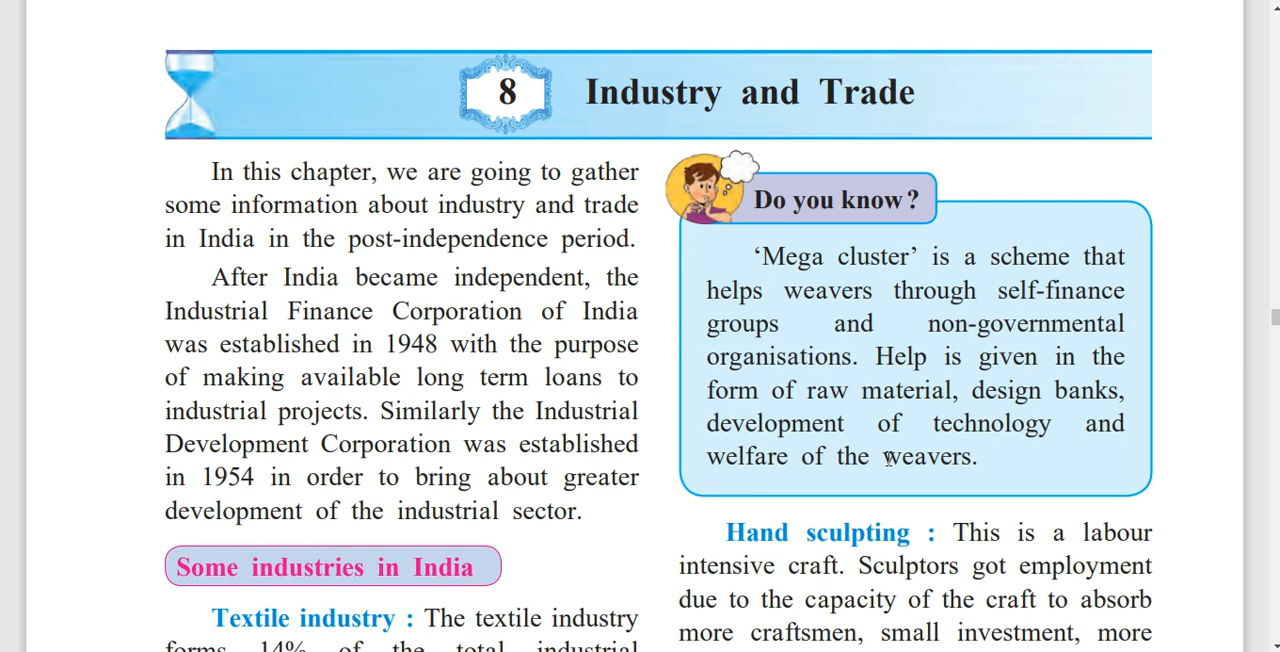 8 Industry and Trade
In this chapter, we are going to gather
some information about industry and trade
in India in the post-independence period.
After India became independent, the
Industrial Finance Corporation of India
was established in 1948 with the purpose
of making available long term loans to
industrial projects. Similarly the Industrial
Development Corporation was established
in 1954 in order to bring about greater
development of the industrial sector.
Some industries in India
Textile industry : The textile industry
forms 14% of the total industrial
Do you know ?
‘Mega cluster’ is a scheme that
helps weavers through self-finance
groups and non-governmental
organisations. Help is given in the
form of raw material, design banks,
development of technology and
welfare of the weavers.
Hand sculpting : This is a labour
intensive craft. Sculptors got employment
due to the capacity of the craft to absorb
more craftsmen, small investment, more